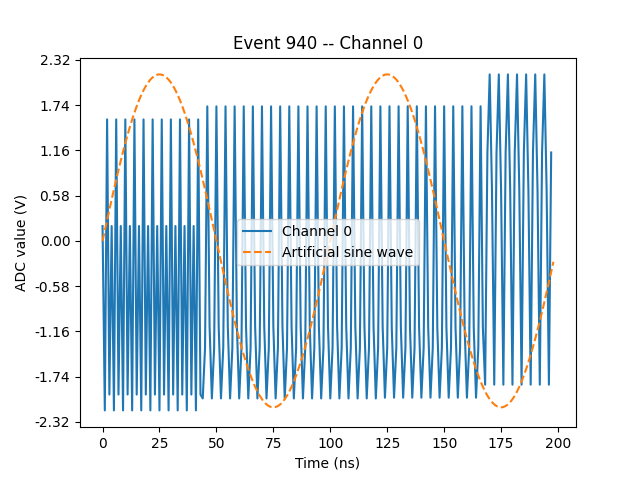 Event 940 -- Channel 0
2.32
1.74
1.16
0.58
0.00
-0.58
-1.16
-1.74
-2.32
ADC value (V)
Channel 0
Artificial sine wave
0 25 50 75 100 125 150 175 200
Time (ns)